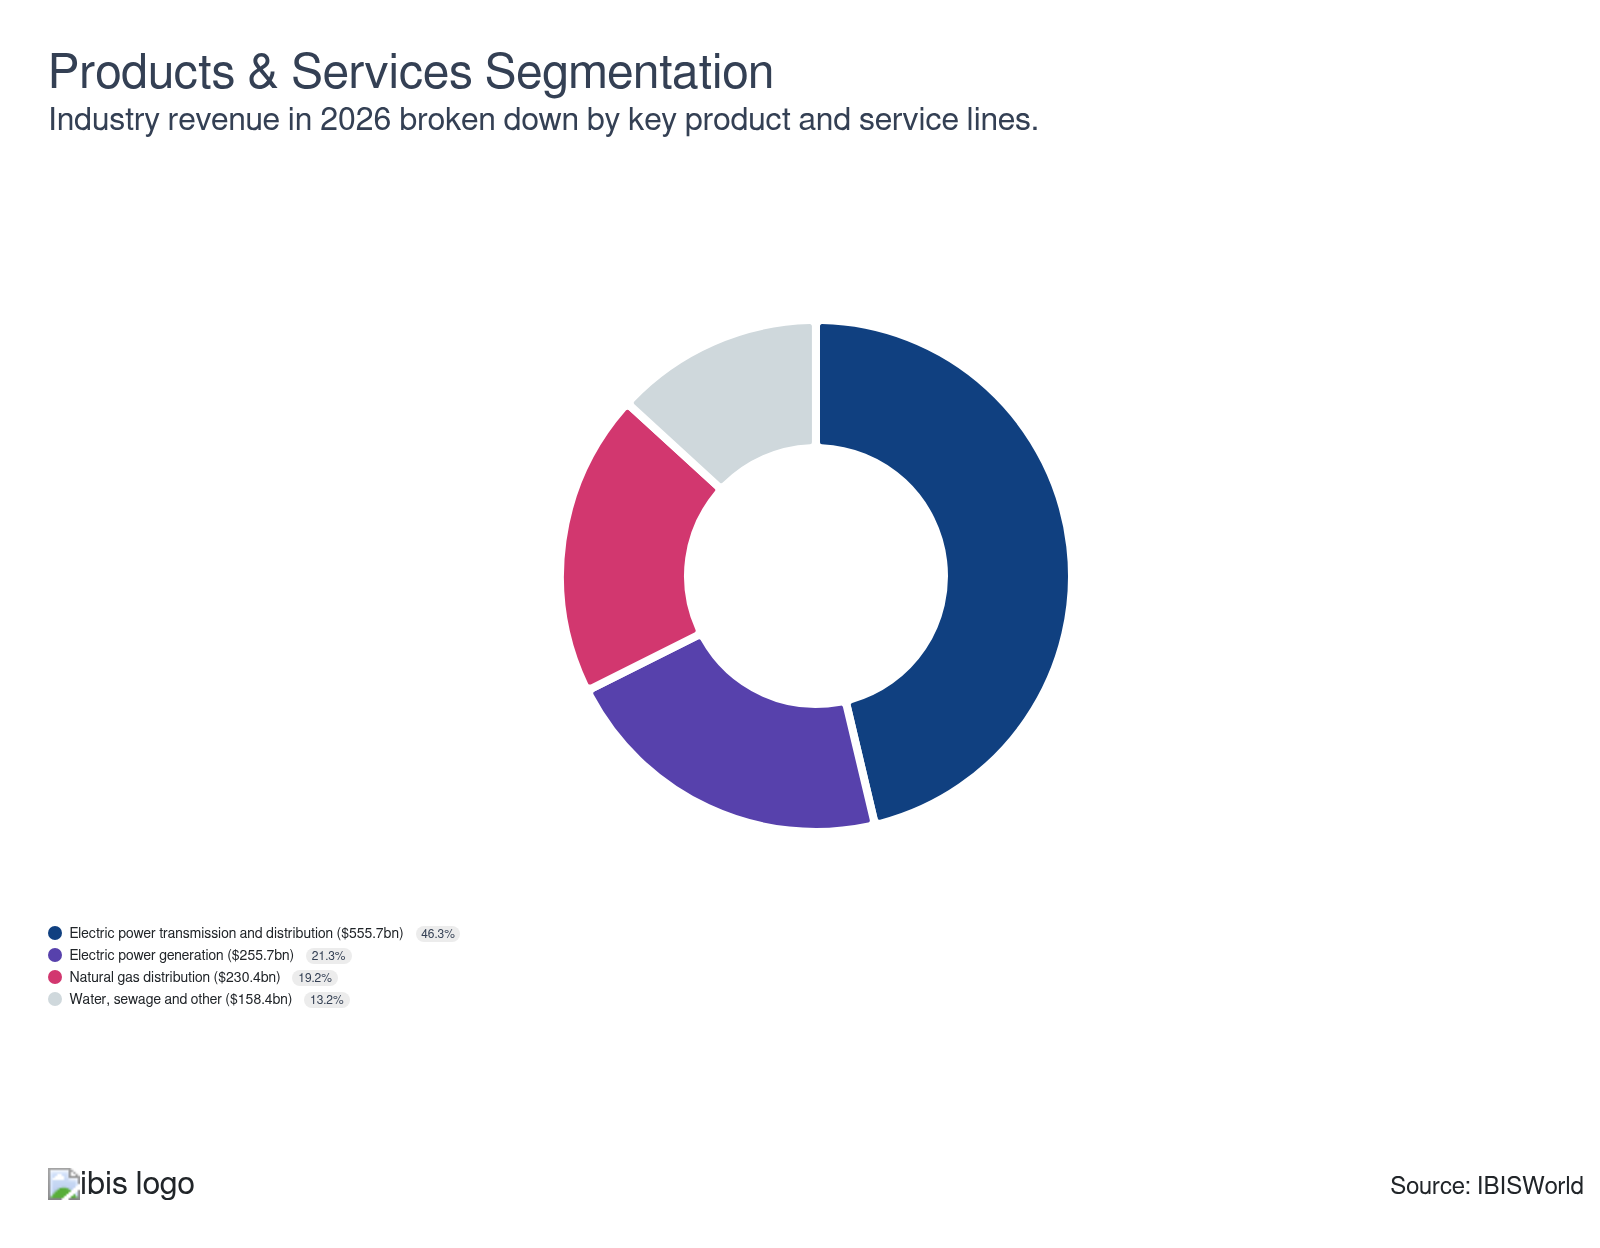 Products & Services Segmentation
Industry revenue in 2026 broken down by key product and service lines.
Electric power transmission and distribution ($555.7bn) 46.3%
Electric power generation ($255.7bn) 21.3%
Natural gas distribution ($230.4bn) 19.2%
Water, sewage and other ($158.4bn) 13.2%
ibis logo
Source: IBISWorld